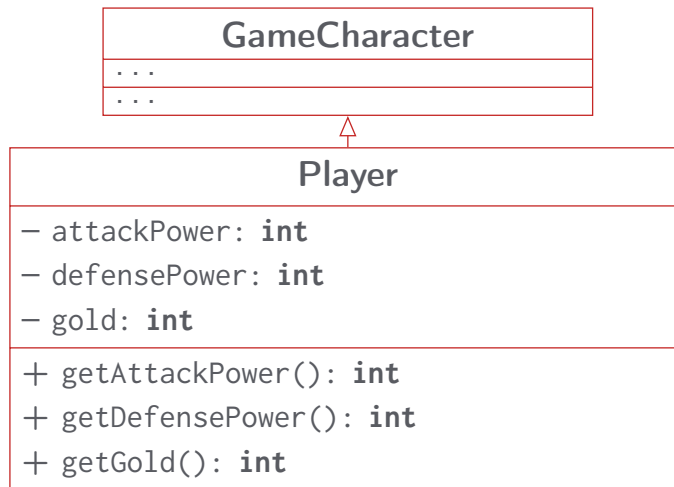 GameCharacter
...
...
Player
− attackPower: int
− defensePower: int
− gold: int
+ getAttackPower(): int
+ getDefensePower(): int
+ getGold(): int